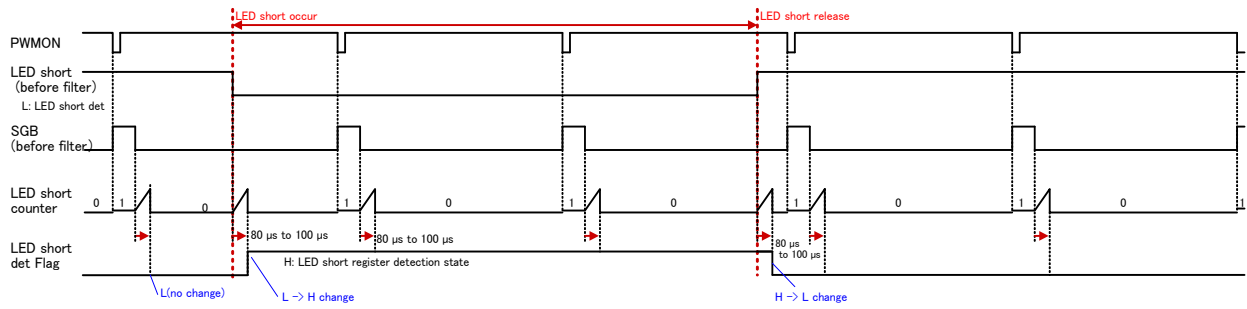 LED short occur
LED short release
PWMON
LED short
(before filter)
L: LED short det
SGB
(before filter)
LED short
counter
0 1 0 1 0 1 0 1 0 1 0 1
80 μs to 100 μs
80 μs to 100 μs
80 μs
to 100 μs
LED short
det Flag
H: LED short register detection state
L(no change)
L -> H change
H -> L change